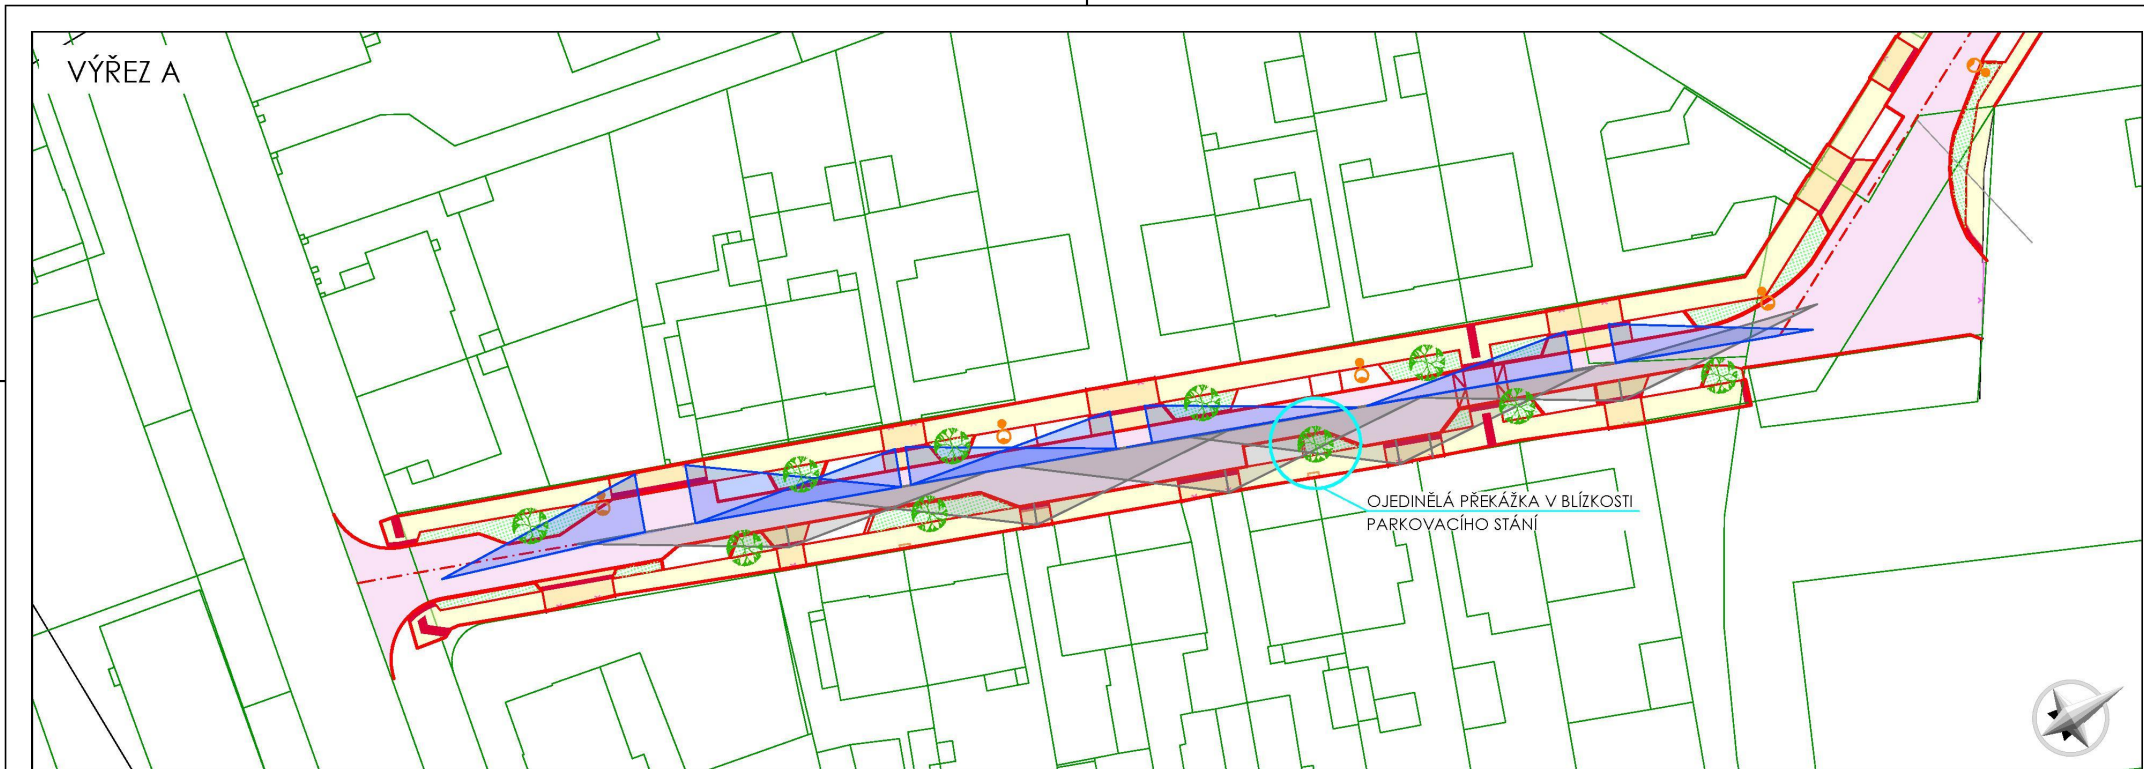 VÝŘEZ A
OJEDINĚLÁ PŘEKÁŽKA V BLÍZKOSTI
PARKOVACÍHO STÁNÍ